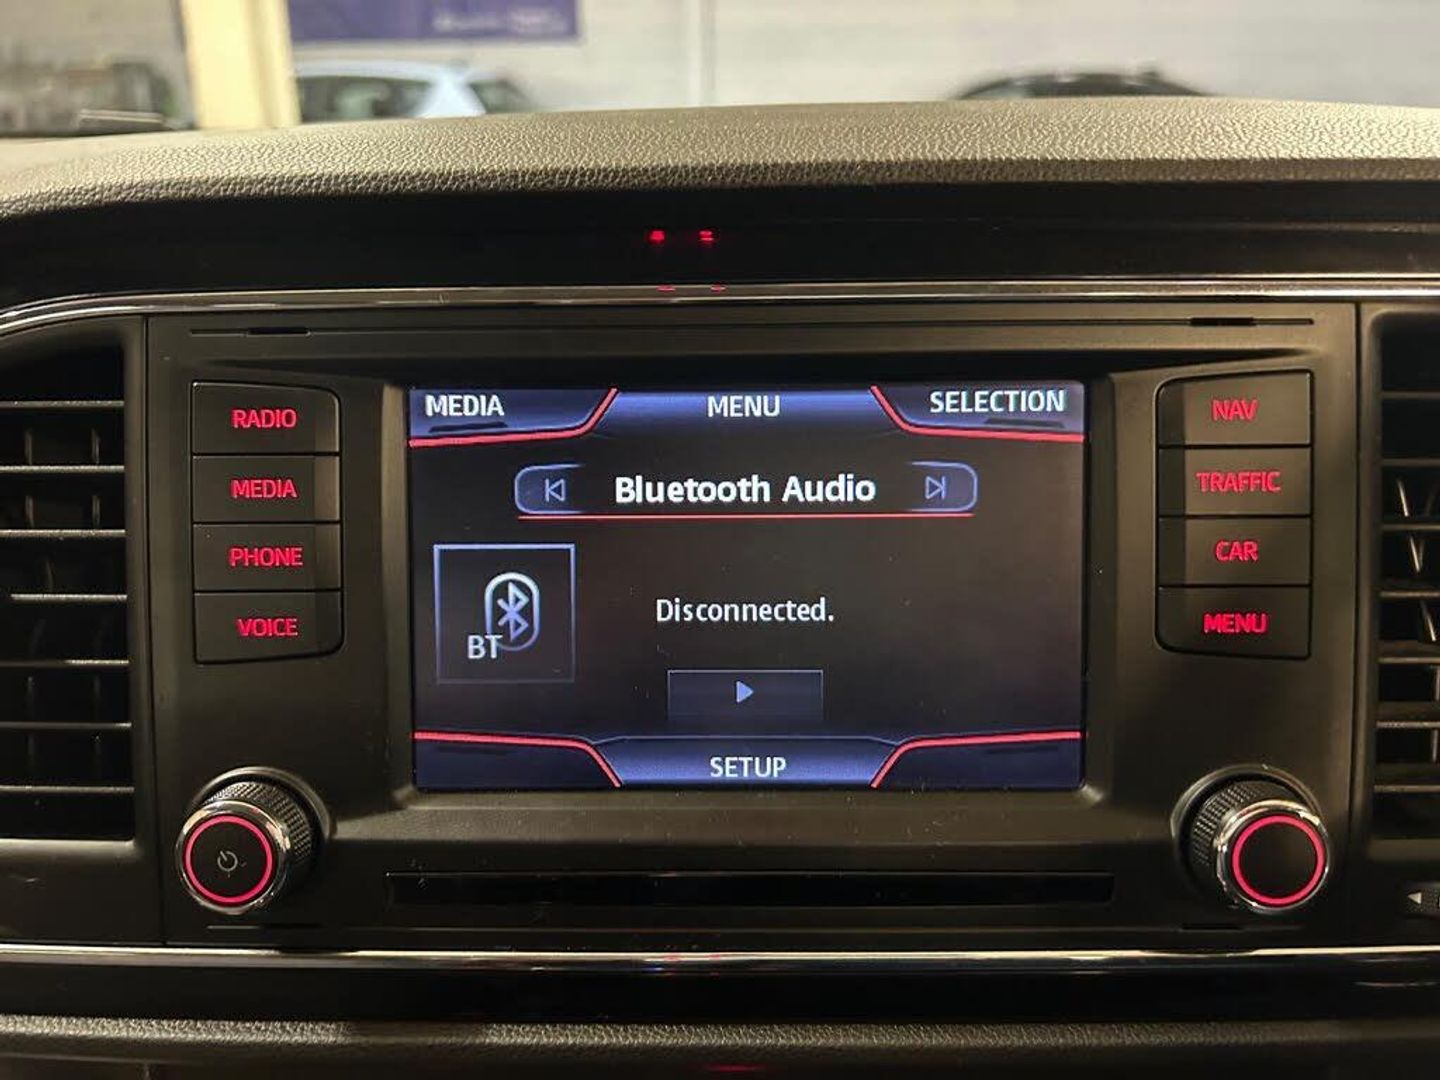 MEDIA MENU SELECTION
RADIO
MEDIA
PHONE
VOICE
Bluetooth Audio
BT
Disconnected.
SETUP
NAV
TRAFFIC
CAR
MENU